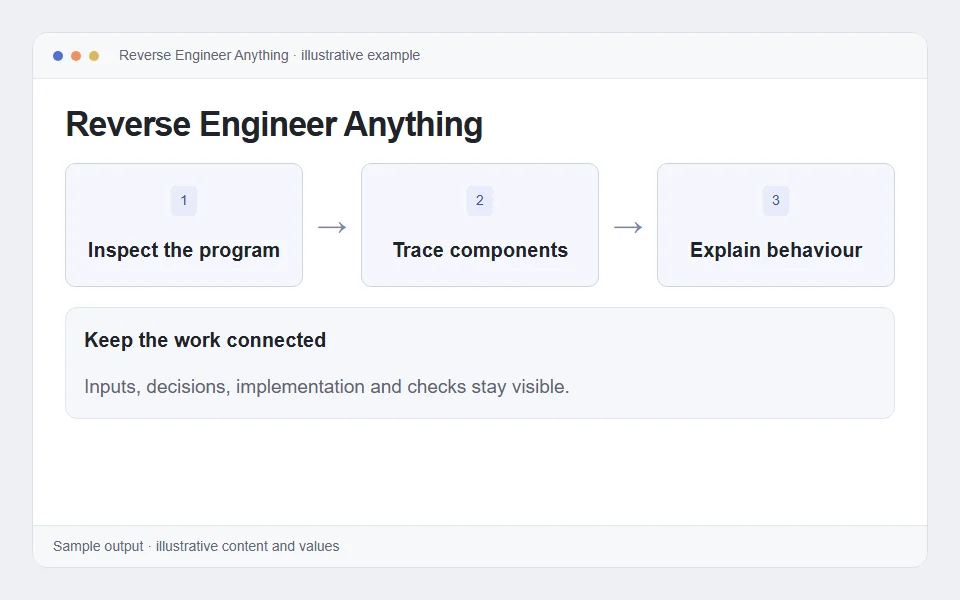 Reverse Engineer Anything · illustrative example
Reverse Engineer Anything
1
Inspect the program
→
2
Trace components
→
3
Explain behaviour
Keep the work connected
Inputs, decisions, implementation and checks stay visible.
Sample output · illustrative content and values